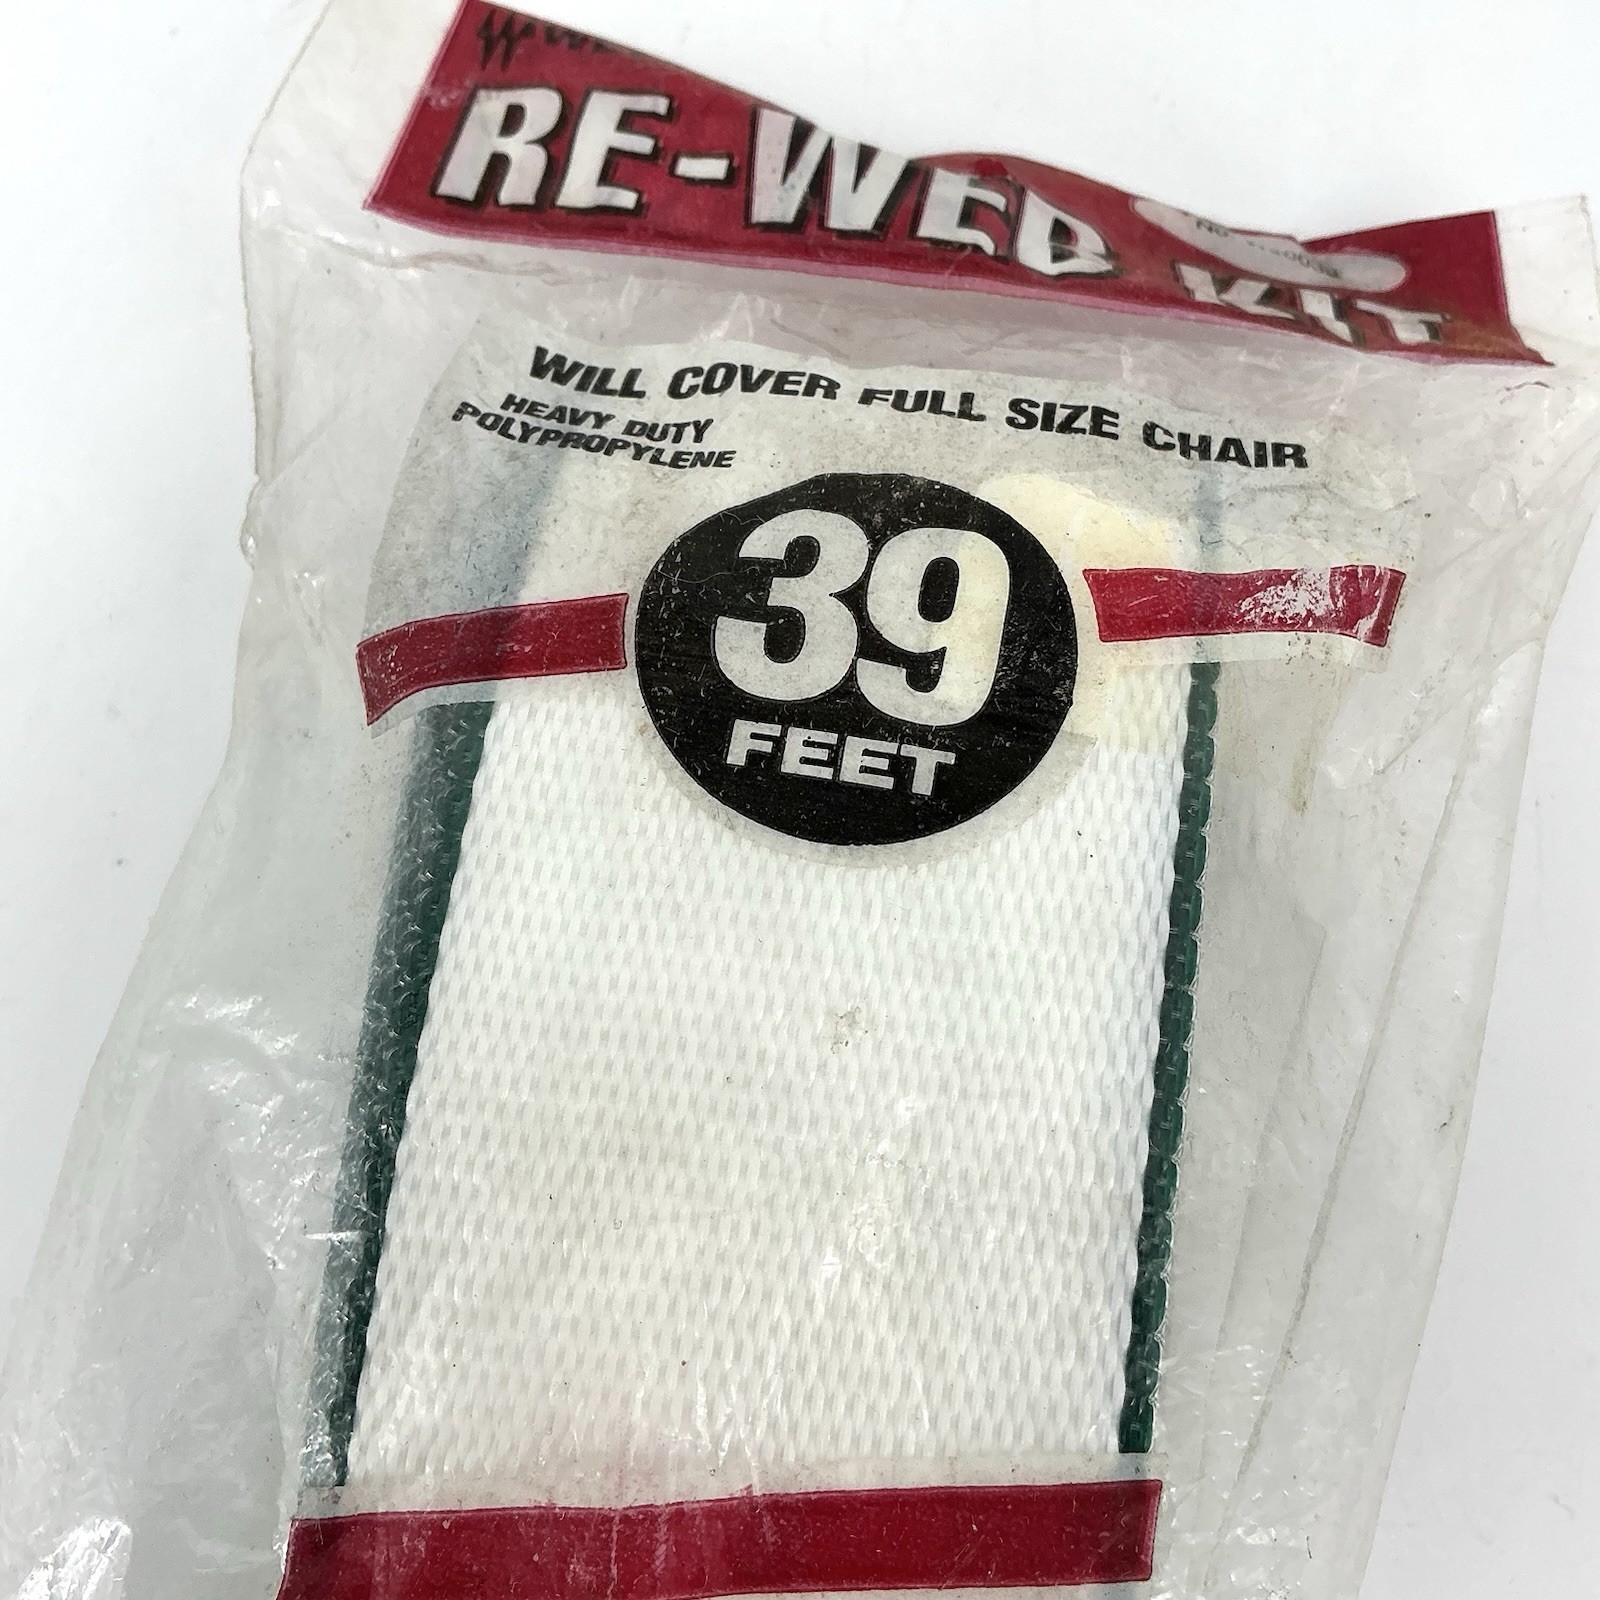 RE-WEB KIT
WILL COVER FULL SIZE CHAIR
HEAVY DUTY
POLYPROPYLENE
39
FEET